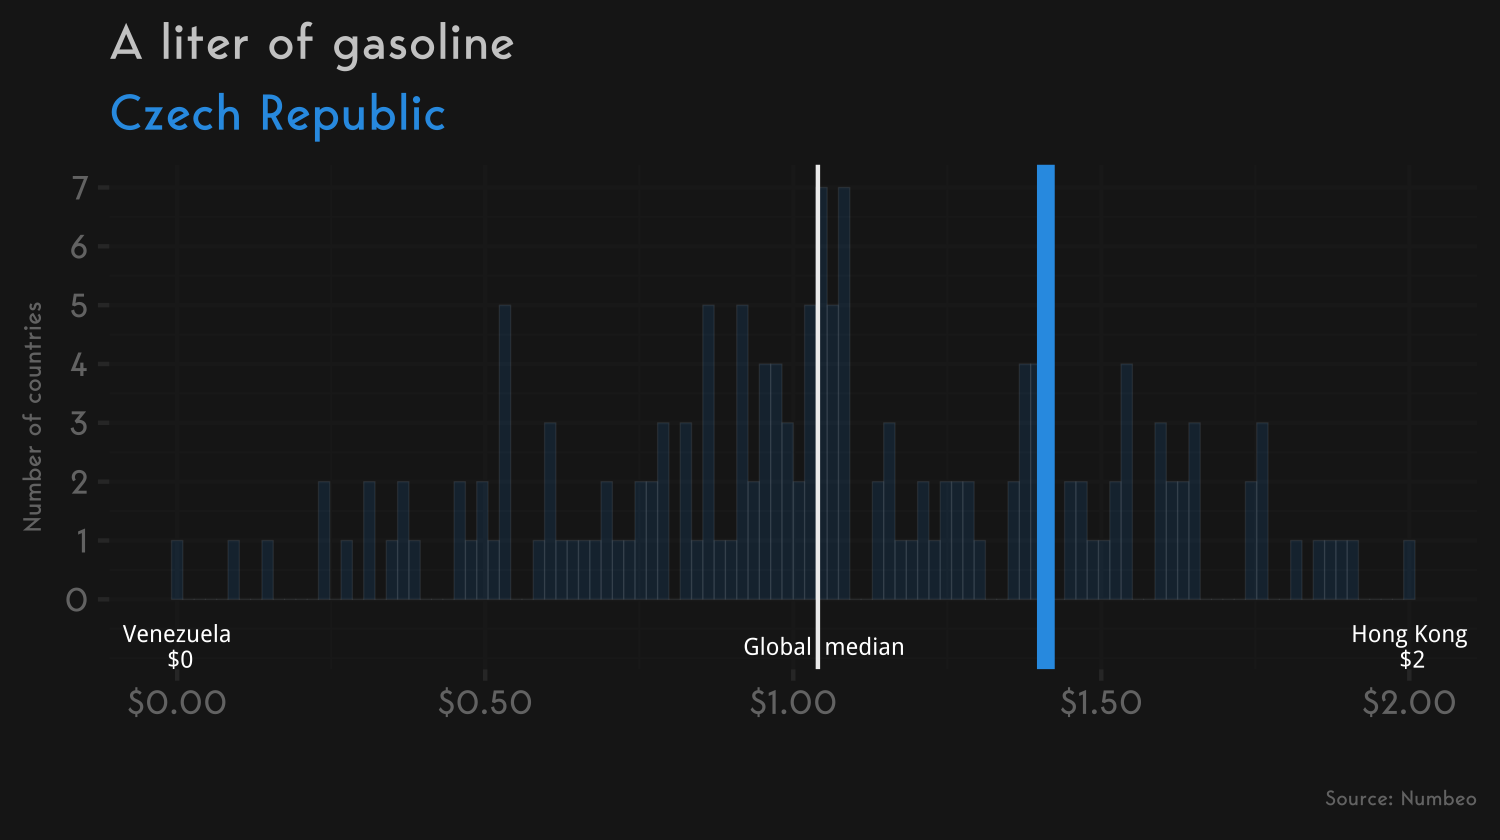 A liter of gasoline
Czech Republic
Number of countries
7
6
5
4
3
2
1
0
Venezuela
$0
Global median
Hong Kong
$2
$0.00 $0.50 $1.00 $1.50 $2.00
Source: Numbeo